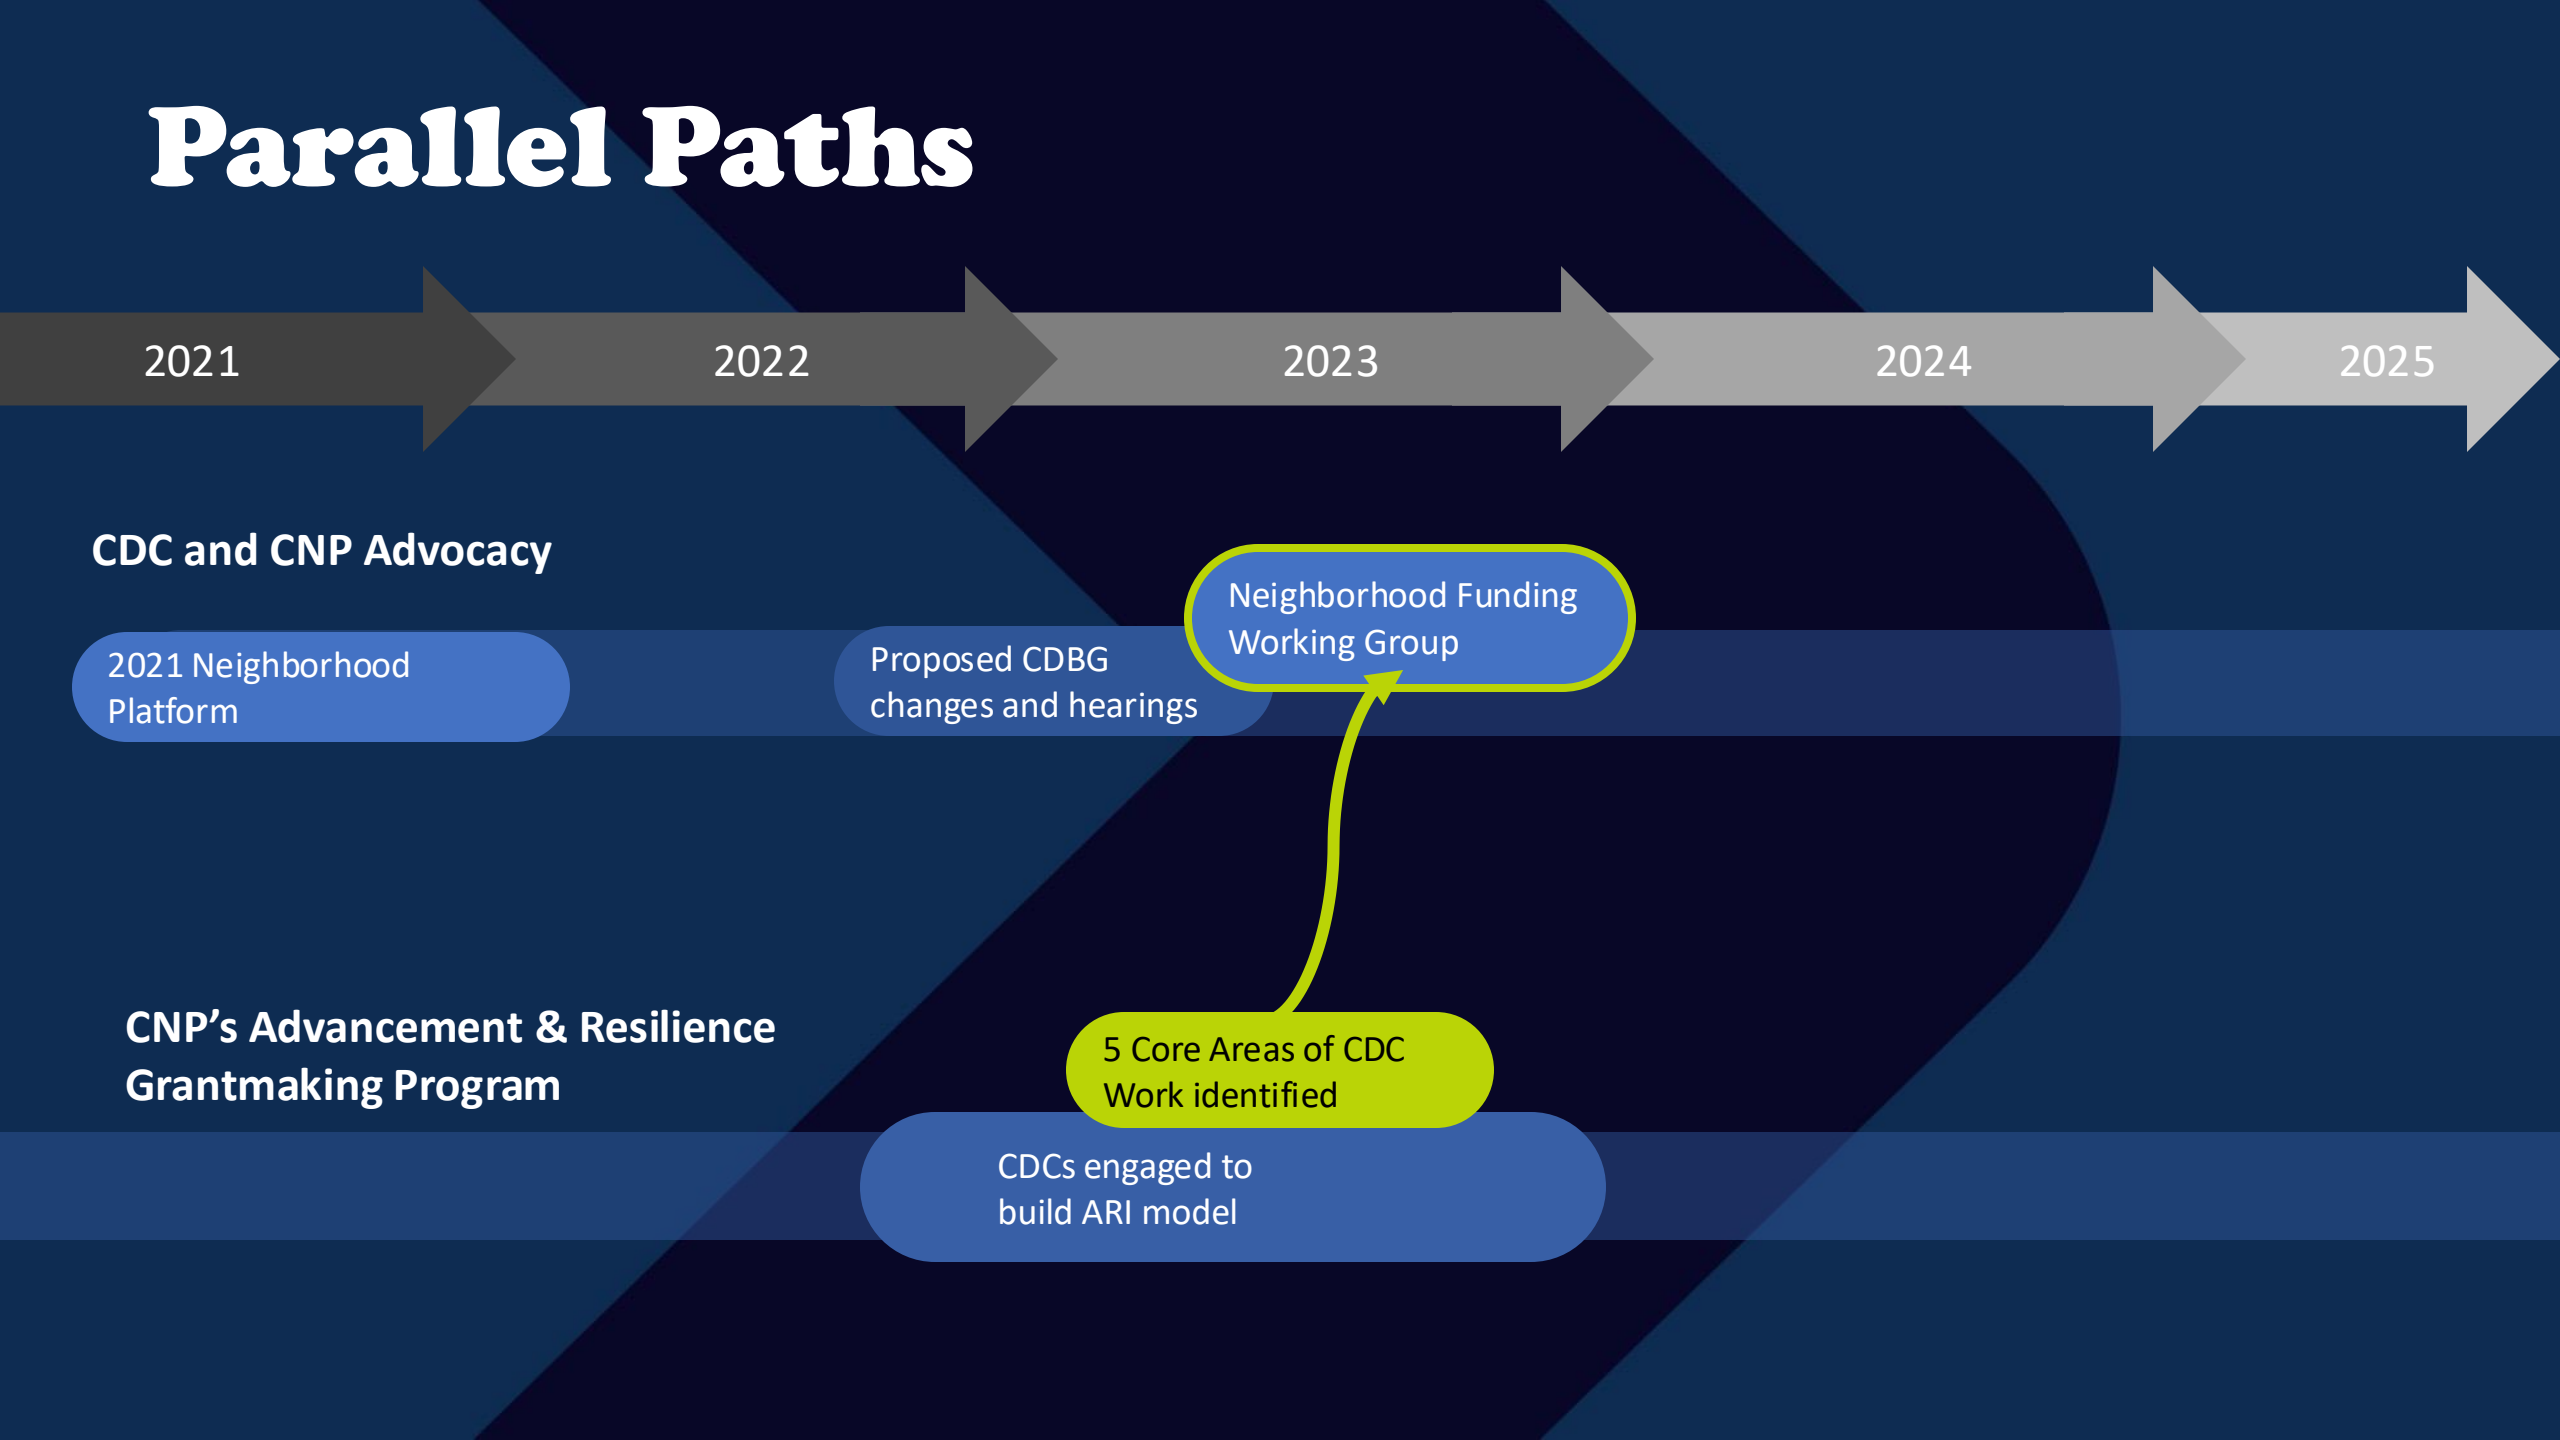 Parallel Paths
2021
2022
2023
2024
2025
CDC and CNP Advocacy
2021 Neighborhood
Platform
Proposed CDBG
changes and hearings
Neighborhood Funding
Working Group
CNP’s Advancement & Resilience
Grantmaking Program
5 Core Areas of CDC
Work identified
CDCs engaged to
build ARI model